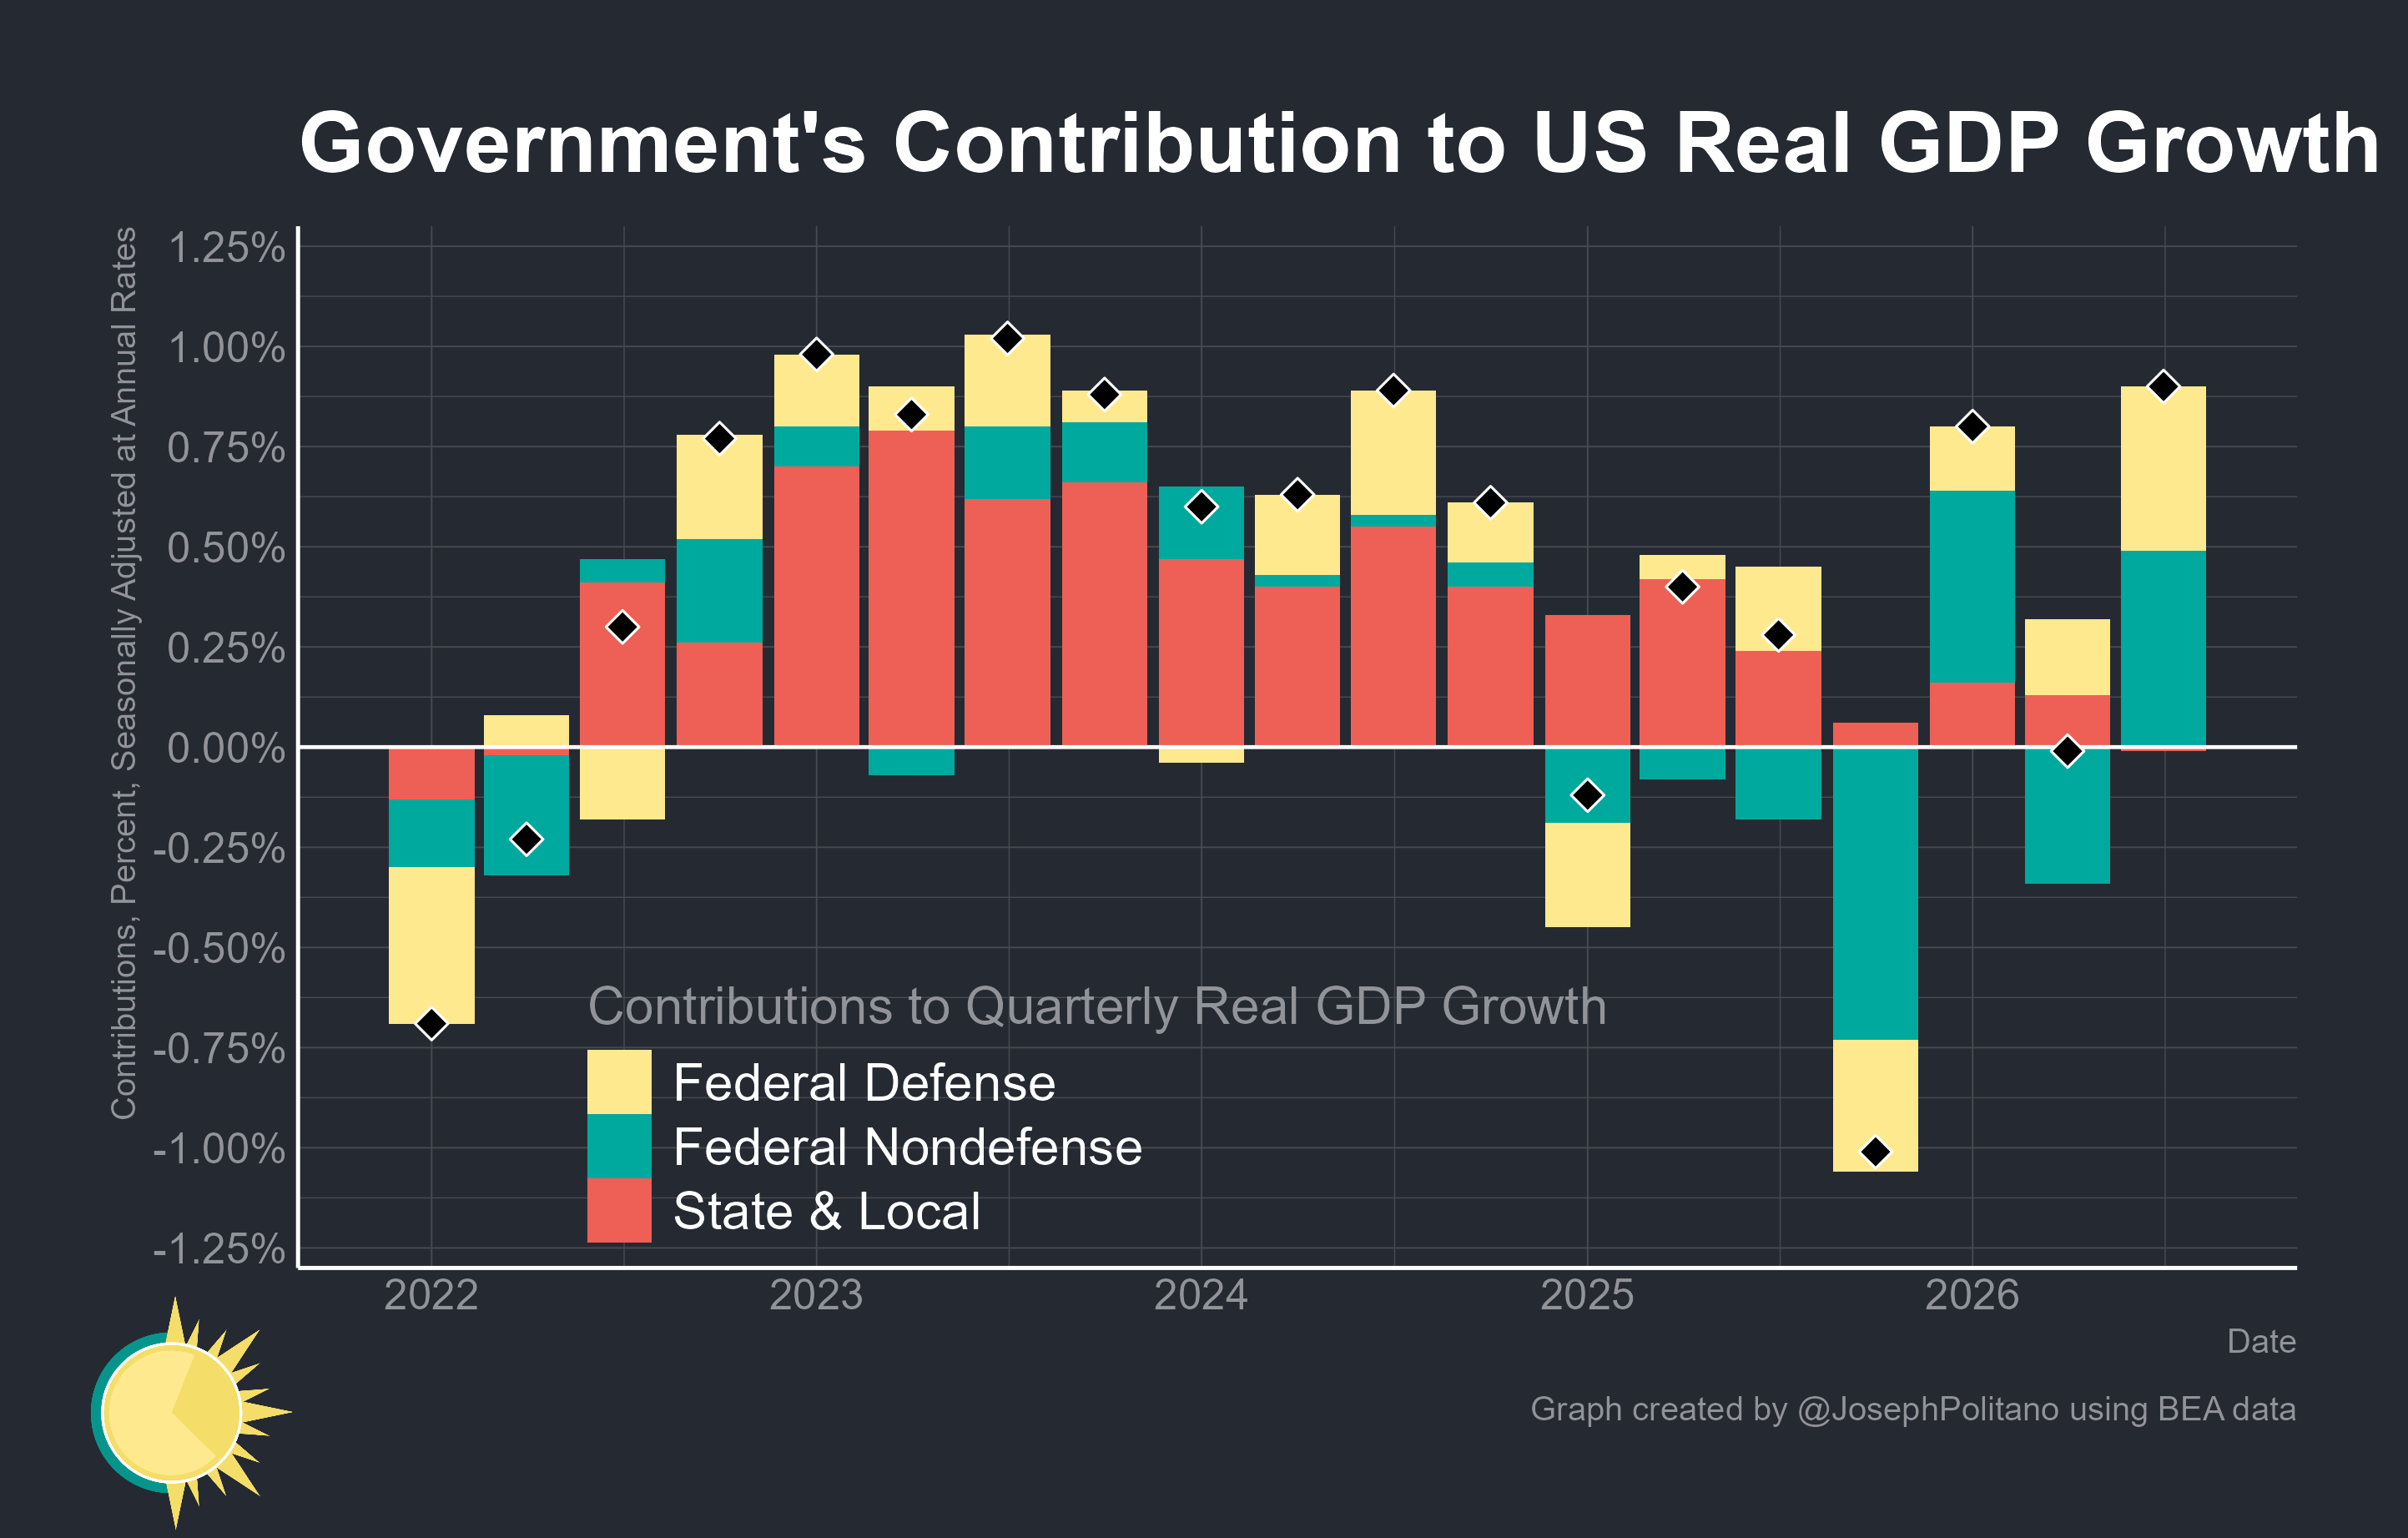 Government's Contribution to US Real GDP Growth
Contributions, Percent, Seasonally Adjusted at Annual Rates
1.25%
1.00%
0.75%
0.50%
0.25%
0.00%
-0.25%
-0.50%
-0.75%
-1.00%
-1.25%
Contributions to Quarterly Real GDP Growth
Federal Defense
Federal Nondefense
State & Local
2022 2023 2024 2025 2026
Date
Graph created by @JosephPolitano using BEA data